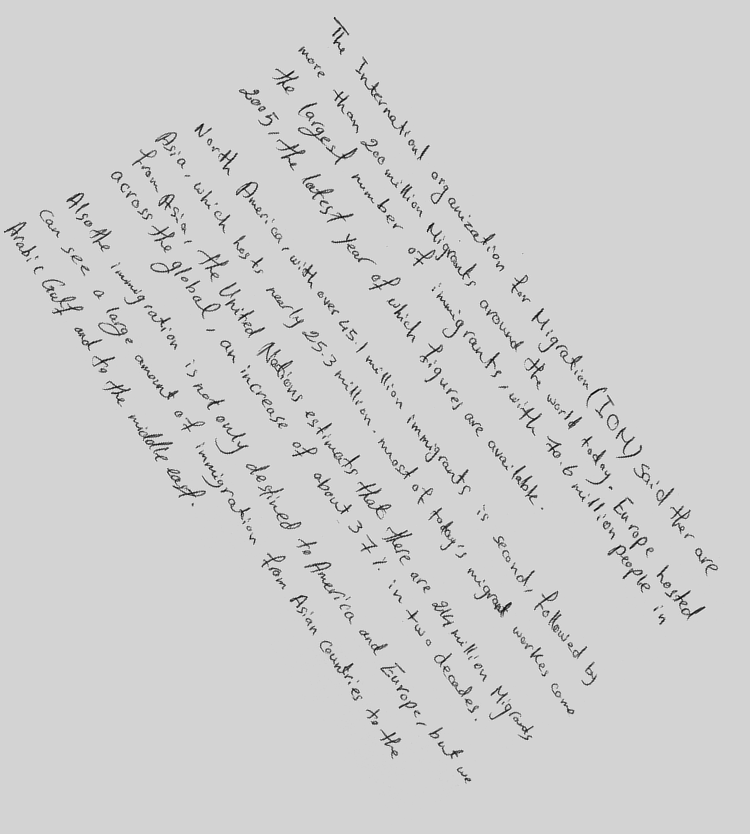 The Internationl organization for Migration (IOM) said ther are
more than 200 million Migrants around the world today. Europe hosted
the largest number of immigrants, with 70.6 million people in
2005, the latest year of which figures are available.
North America, with over 45.1 million immigrants is second, followed by
Asia, which hosts nearly 25.3 million. most of today's migrant workes come
from Asia, the United Nations estimats that there are 214 million Migrants
across the global, an increase of about 37% in two decades.
Also the immigration is not only destined to America and Europe, but we
can see a large amount of immigration from Asian countries to the
Arabic Gulf and to the middle east.